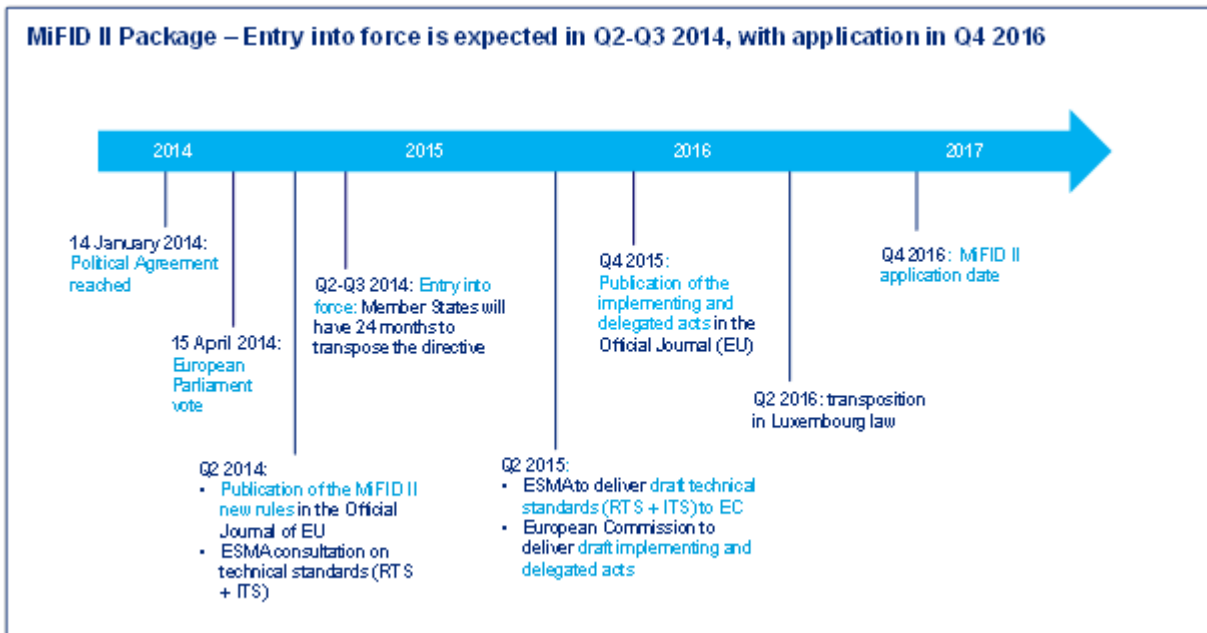 MiFID II Package – Entry into force is expected in Q2-Q3 2014, with application in Q4 2016
2014
2015
2016
2017
14 January 2014:
Political Agreement
reached
15 April 2014:
European
Parliament
vote
Q2 2014:
• Publication of the MiFID II
new rules in the Official
Journal of EU
• ESMA consultation on
technical standards (RTS
+ ITS)
Q2-Q3 2014: Entry into
force: Member States will
have 24 months to
transpose the directive
Q2 2015:
• ESMA to deliver draft technical
standards (RTS + ITS) to EC
• European Commission to
deliver draft implementing and
delegated acts
Q4 2015:
Publication of the
implementing and
delegated acts in the
Official Journal (EU)
Q2 2016: transposition
in Luxembourg law
Q4 2016: MiFID II
application date